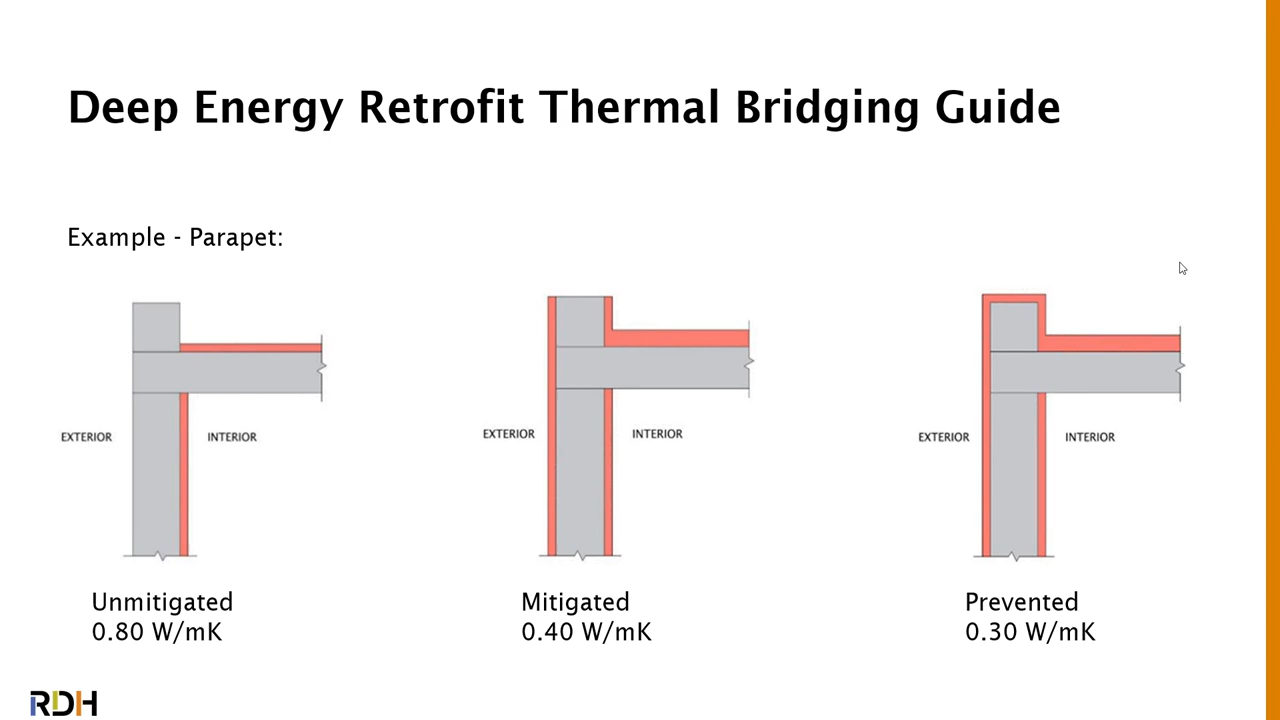 Deep Energy Retrofit Thermal Bridging Guide
Example - Parapet:
EXTERIOR
INTERIOR
EXTERIOR
INTERIOR
EXTERIOR
INTERIOR
Unmitigated
0.80 W/mK
Mitigated
0.40 W/mK
Prevented
0.30 W/mK
RDH